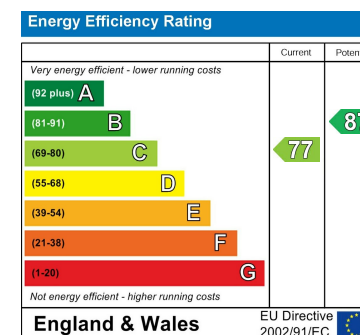 Energy Efficiency Rating
Current
Very energy efficient - lower running costs
(92 plus) A
(81-91) B
(69-80) C
77
(55-68) D
(39-54) E
(21-38) F
(1-20) G
Not energy efficient - higher running costs
England & Wales
EU Directive
2002/91/EC